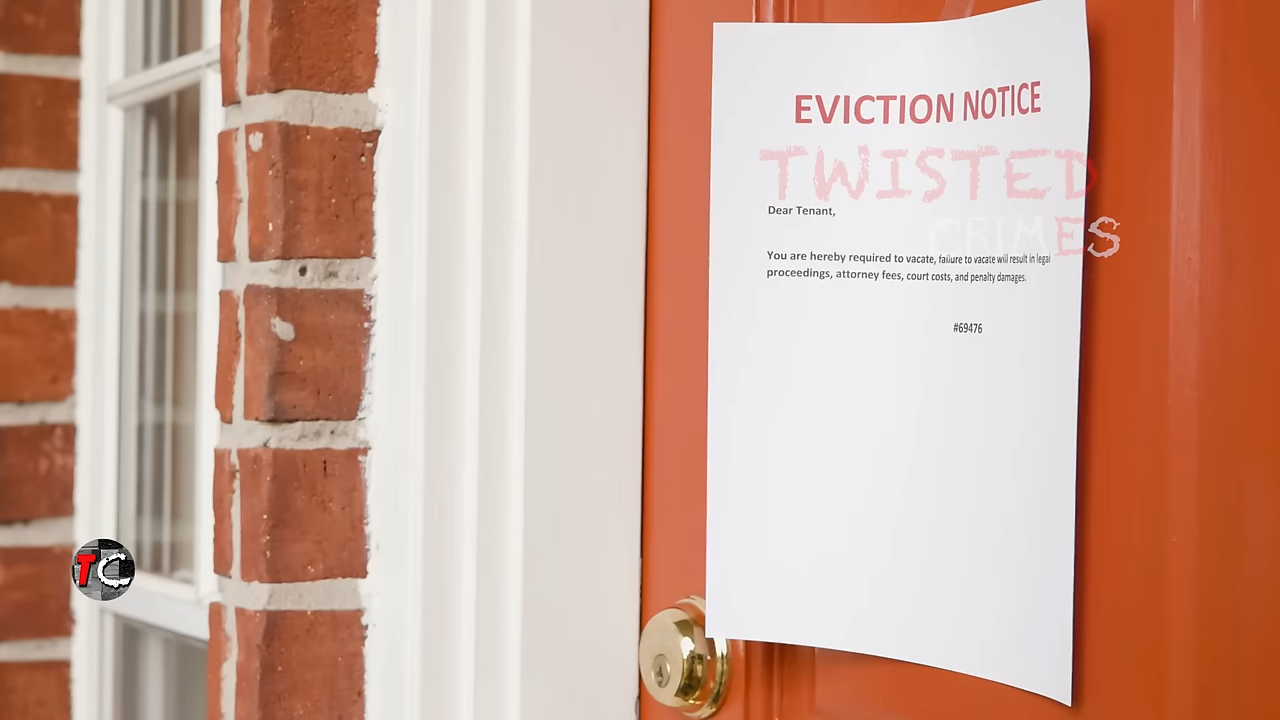 EVICTION NOTICE
TWISTED
CRIMES
Dear Tenant,
You are hereby required to vacate, failure to vacate will result in legal
proceedings, attorney fees, court costs, and penalty damages.
#69476
TC